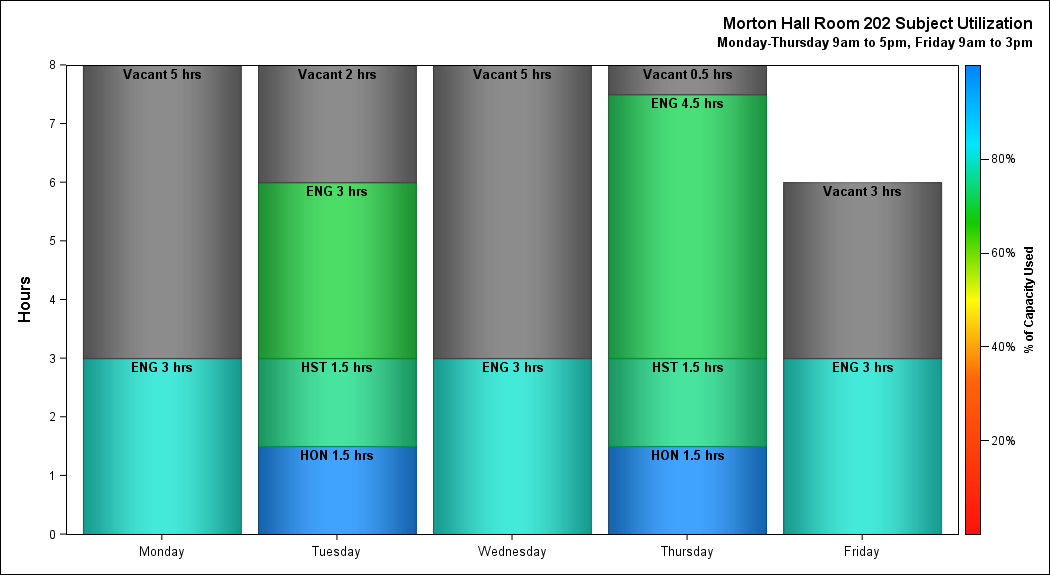 Morton Hall Room 202 Subject Utilization
Monday-Thursday 9am to 5pm, Friday 9am to 3pm
Hours
8
7
6
5
4
3
2
1
0
Vacant 5 hrs
ENG 3 hrs
Vacant 2 hrs
ENG 3 hrs
HST 1.5 hrs
HON 1.5 hrs
Vacant 5 hrs
ENG 3 hrs
Vacant 0.5 hrs
ENG 4.5 hrs
HST 1.5 hrs
HON 1.5 hrs
Vacant 3 hrs
ENG 3 hrs
Monday
Tuesday
Wednesday
Thursday
Friday
80%
60%
40%
20%
% of Capacity Used